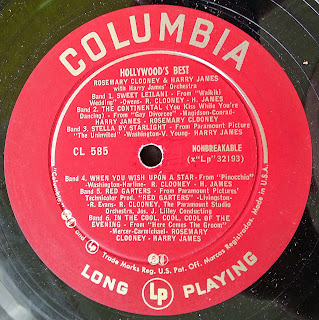 COLUMBIA
HOLLYWOOD'S BEST
ROSEMARY CLOONEY & HARRY JAMES
with Harry James' Orchestra
Band 1. SWEET LEILANI - From "Waikiki
Wedding" -Owens- R. CLOONEY - H. JAMES
Band 2. THE CONTINENTAL (You Kiss While You're
Dancing) - From "Gay Divorcee" -Magidson-Conrad-
HARRY JAMES - ROSEMARY CLOONEY
Band 3. STELLA BY STARLIGHT - From Paramount Picture
"The Uninvited" -Washington-V. Young- HARRY JAMES
CL 585
NONBREAKABLE
(x"Lp" 32193)
Band 4. WHEN YOU WISH UPON A STAR - From "Pinocchio"
-Washington-Harline- R. CLOONEY - H. JAMES
Band 5. RED GARTERS - From Paramount Pictures'
Technicolor Prod. "RED GARTERS" -Livingston-
R. Evans- R. CLOONEY, The Paramount Studio
Orchestra, Jos. J. Lilley Conducting
Band 6. IN THE COOL, COOL, COOL OF THE
EVENING - From "Here Comes The Groom"
-Mercer-Carmichael- ROSEMARY
CLOONEY - HARRY JAMES
Trade Marks Reg. U.S. Pat. Off. Marcas Registradas. Made in U.S.A.
LONG Lp PLAYING